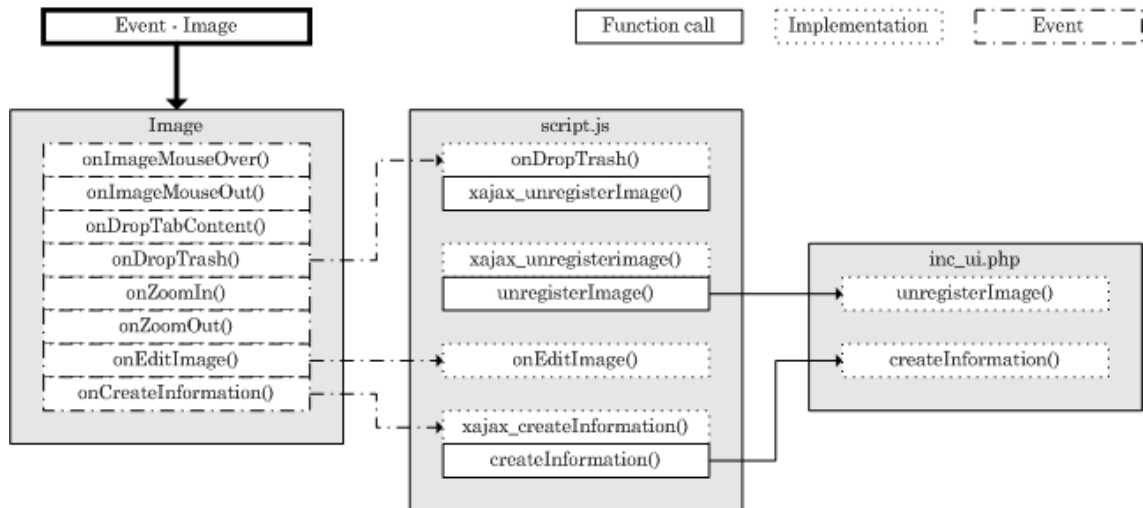 Event - Image
Function call
Implementation
Event
Image
onImageMouseOver()
onImageMouseOut()
onDropTabContent()
onDropTrash()
onZoomIn()
onZoomOut()
onEditImage()
onCreateInformation()
script.js
onDropTrash()
xajax_unregisterImage()
xajax_unregisterimage()
unregisterImage()
onEditImage()
xajax_createInformation()
createInformation()
inc_ui.php
unregisterImage()
createInformation()